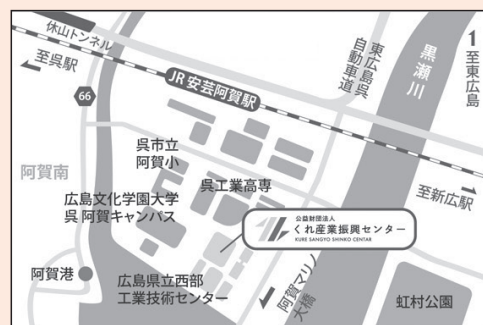 休山トンネル
至呉駅
JR 安芸阿賀駅
東広島呉
自動車道
黒瀬川
1
至東広島
66
呉市立
阿賀小
阿賀南
呉工業高専
広島文化学園大学
呉 阿賀キャンパス
至新広駅
公益財団法人
くれ産業振興センター
KURE SANGYO SHINKO CENTAR
阿賀港
広島県立西部
工業技術センター
阿賀マリノ
大橋
虹村公園